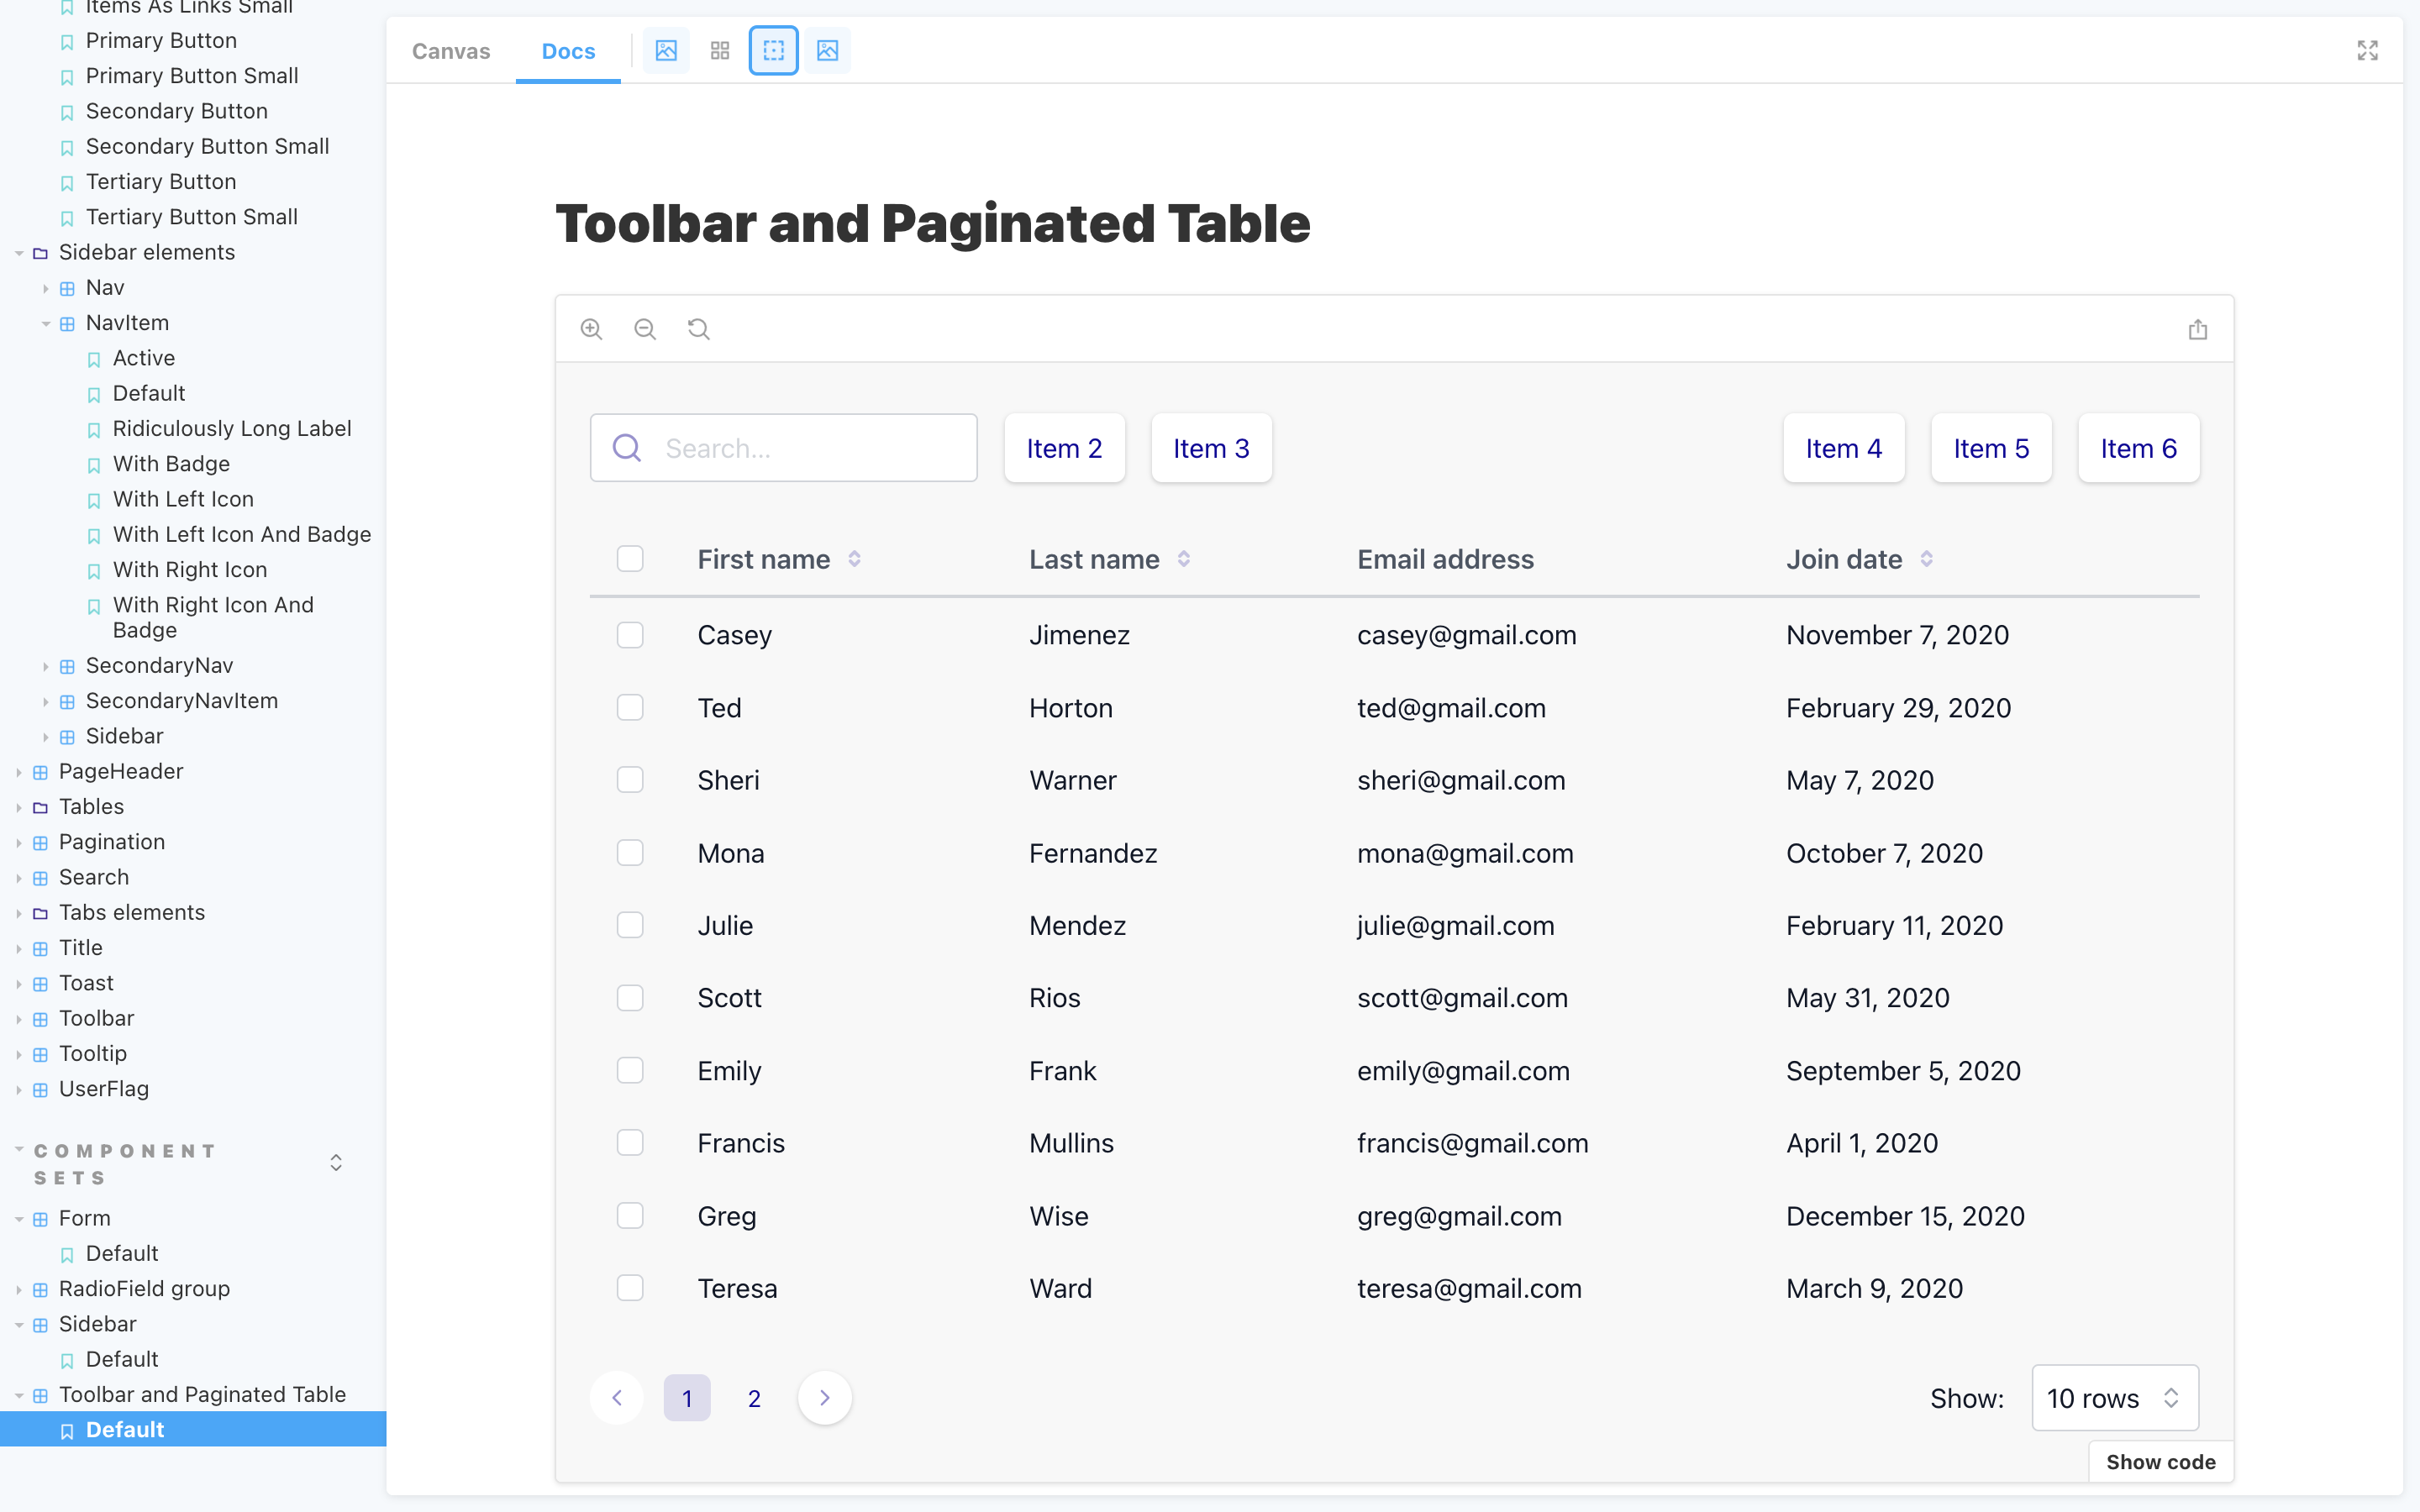 Items As Links Small
Primary Button
Primary Button Small
Secondary Button
Secondary Button Small
Tertiary Button
Tertiary Button Small
Sidebar elements
Nav
NavItem
Active
Default
Ridiculously Long Label
With Badge
With Left Icon
With Left Icon And Badge
With Right Icon
With Right Icon And
Badge
SecondaryNav
SecondaryNavItem
Sidebar
PageHeader
Tables
Pagination
Search
Tabs elements
Title
Toast
Toolbar
Tooltip
UserFlag
COMPONENT
SETS
Form
Default
RadioField group
Sidebar
Default
Toolbar and Paginated Table
Default
Canvas Docs
Toolbar and Paginated Table
Search... Item 2 Item 3 Item 4 Item 5 Item 6
First name Last name Email address Join date
Casey Jimenez casey@gmail.com November 7, 2020
Ted Horton ted@gmail.com February 29, 2020
Sheri Warner sheri@gmail.com May 7, 2020
Mona Fernandez mona@gmail.com October 7, 2020
Julie Mendez julie@gmail.com February 11, 2020
Scott Rios scott@gmail.com May 31, 2020
Emily Frank emily@gmail.com September 5, 2020
Francis Mullins francis@gmail.com April 1, 2020
Greg Wise greg@gmail.com December 15, 2020
Teresa Ward teresa@gmail.com March 9, 2020
1 2 Show: 10 rows
Show code